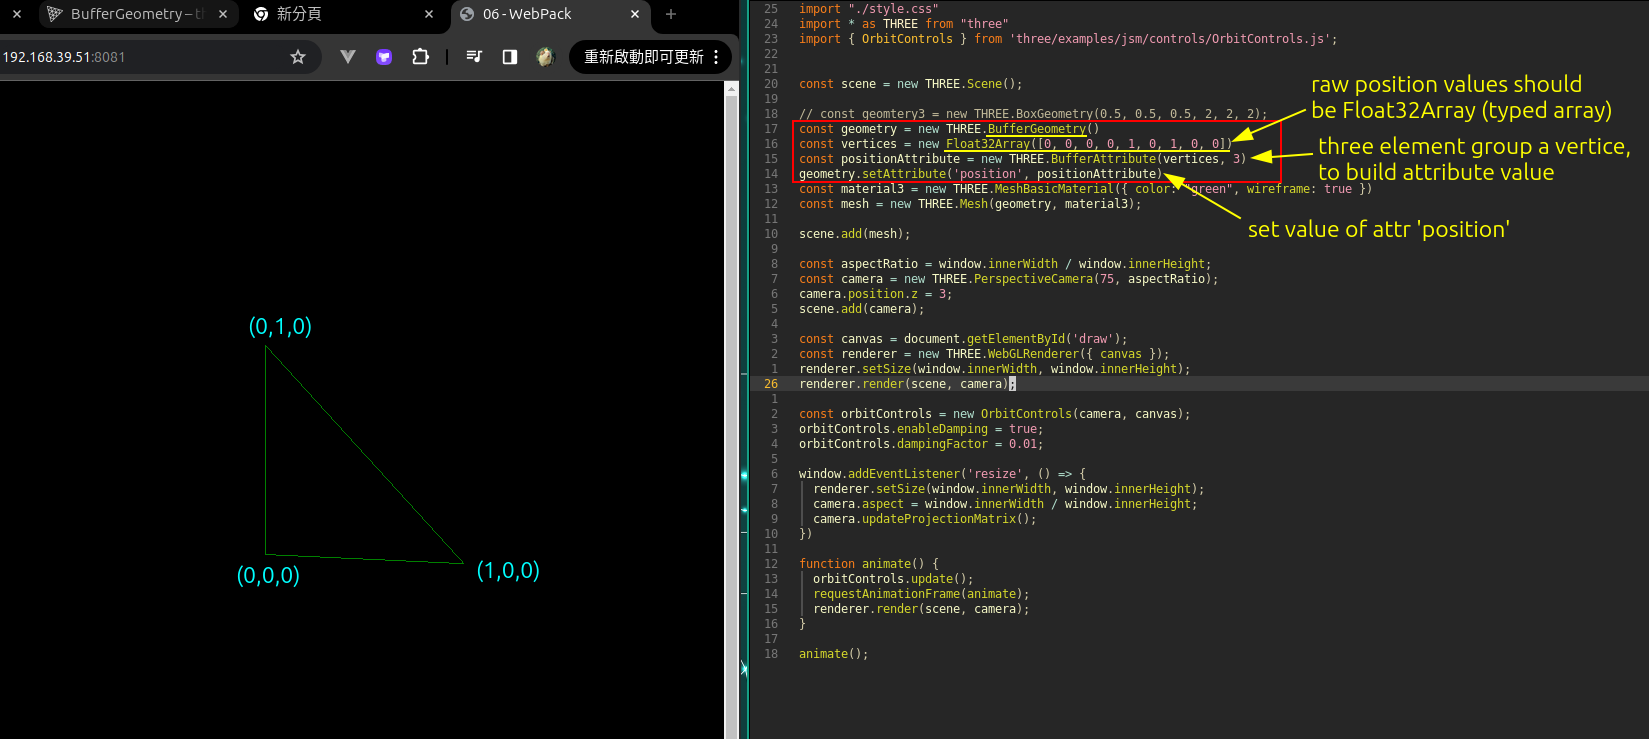 BufferGeometry – th
新分頁
06 - WebPack
192.168.39.51:8081
重新啟動即可更新
(0,1,0)
(0,0,0)
(1,0,0)
25 import "./style.css"
24 import * as THREE from "three"
23 import { OrbitControls } from 'three/examples/jsm/controls/OrbitControls.js';
22
21
20 const scene = new THREE.Scene();
19
18 // const geomtery3 = new THREE.BoxGeometry(0.5, 0.5, 0.5, 2, 2, 2);
17 const geometry = new THREE.BufferGeometry()
16 const vertices = new Float32Array([0, 0, 0, 0, 1, 0, 1, 0, 0])
15 const positionAttribute = new THREE.BufferAttribute(vertices, 3)
14 geometry.setAttribute('position', positionAttribute)
13 const material3 = new THREE.MeshBasicMaterial({ color: "green", wireframe: true })
12 const mesh = new THREE.Mesh(geometry, material3);
11
10 scene.add(mesh);
9
8 const aspectRatio = window.innerWidth / window.innerHeight;
7 const camera = new THREE.PerspectiveCamera(75, aspectRatio);
6 camera.position.z = 3;
5 scene.add(camera);
4
3 const canvas = document.getElementById('draw');
2 const renderer = new THREE.WebGLRenderer({ canvas });
1 renderer.setSize(window.innerWidth, window.innerHeight);
26 renderer.render(scene, camera);
1
2 const orbitControls = new OrbitControls(camera, canvas);
3 orbitControls.enableDamping = true;
4 orbitControls.dampingFactor = 0.01;
5
6 window.addEventListener('resize', () => {
7 renderer.setSize(window.innerWidth, window.innerHeight);
8 camera.aspect = window.innerWidth / window.innerHeight;
9 camera.updateProjectionMatrix();
10 })
11
12 function animate() {
13 orbitControls.update();
14 requestAnimationFrame(animate);
15 renderer.render(scene, camera);
16 }
17
18 animate();
raw position values should
be Float32Array (typed array)
three element group a vertice,
to build attribute value
set value of attr 'position'